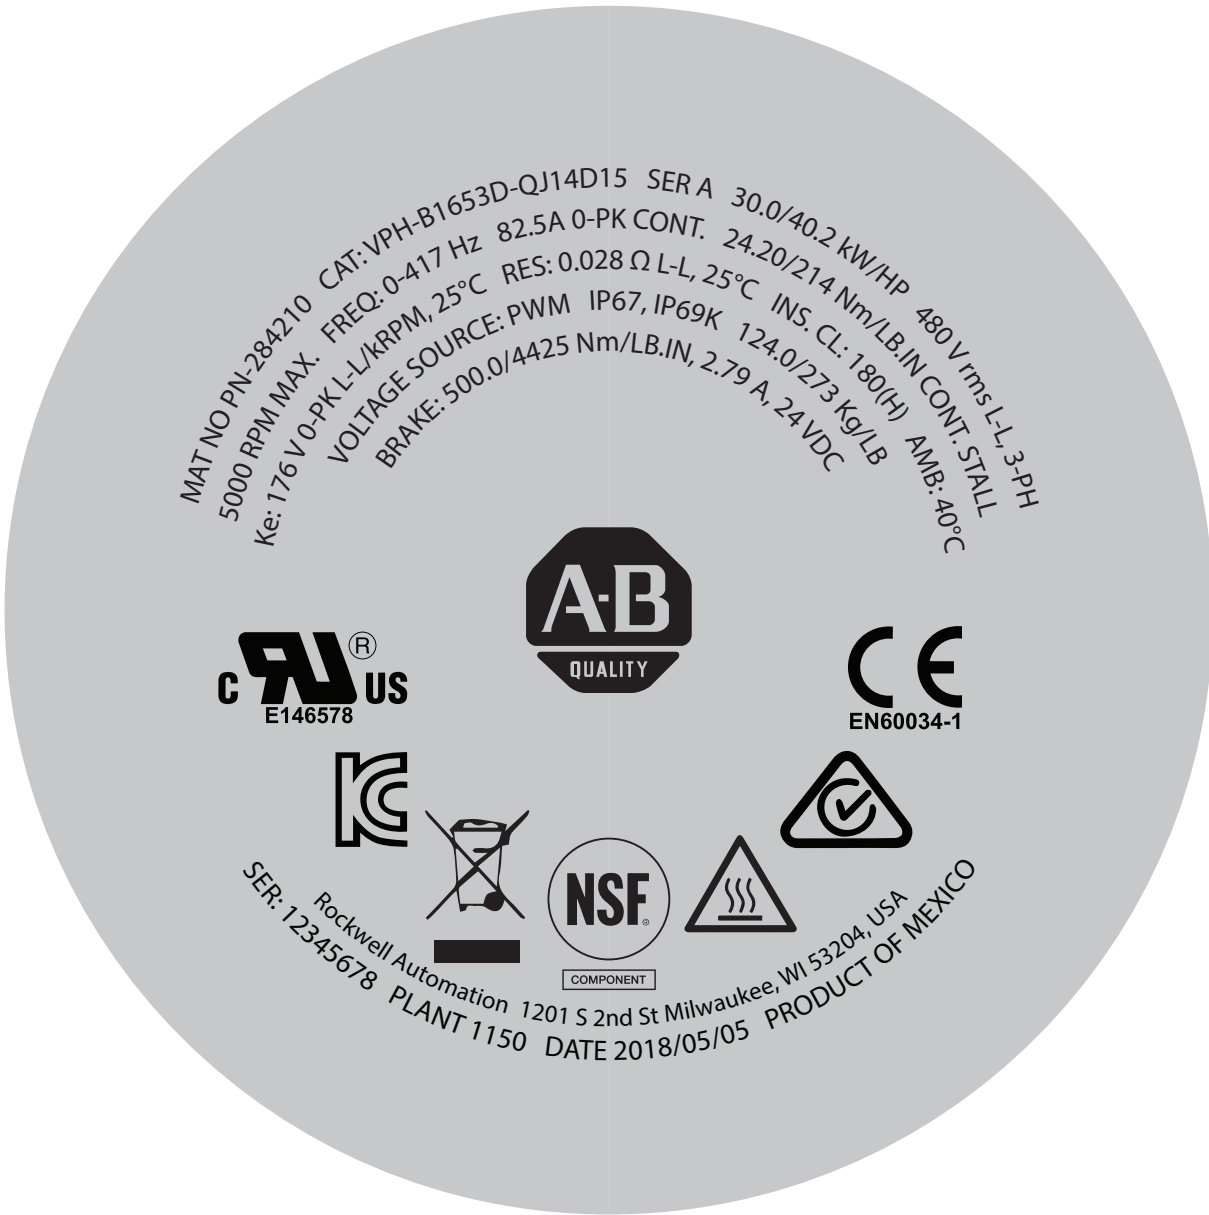 MAT NO PN-284210 CAT: VPH-B1653D-QJ14D15 SER A 30.0/40.2 kW/HP 480 V rms L-L, 3-PH
5000 RPM MAX. FREQ: 0-417 Hz 82.5A 0-PK CONT. 24.20/214 Nm/LB.IN CONT. STALL
Ke: 176 V 0-PK L-L/kRPM, 25°C RES: 0.028 Ω L-L, 25°C INS. CL: 180(H) AMB: 40°C
VOLTAGE SOURCE: PWM IP67, IP69K 124.0/273 Kg/LB
BRAKE: 500.0/4425 Nm/LB.IN, 2.79 A, 24 VDC
A-B
QUALITY
C RU ® US
E146578
CE
EN60034-1
KC
NSF®
COMPONENT
Rockwell Automation 1201 S 2nd St Milwaukee, WI 53204, USA
SER: 12345678 PLANT 1150 DATE 2018/05/05 PRODUCT OF MEXICO